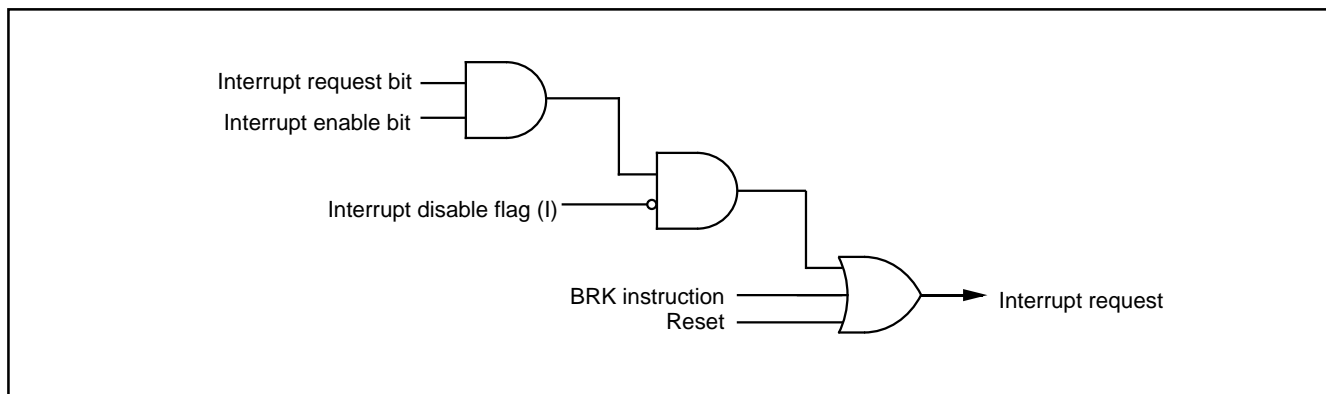 Interrupt request bit
Interrupt enable bit
Interrupt disable flag (I)
BRK instruction
Reset
Interrupt request